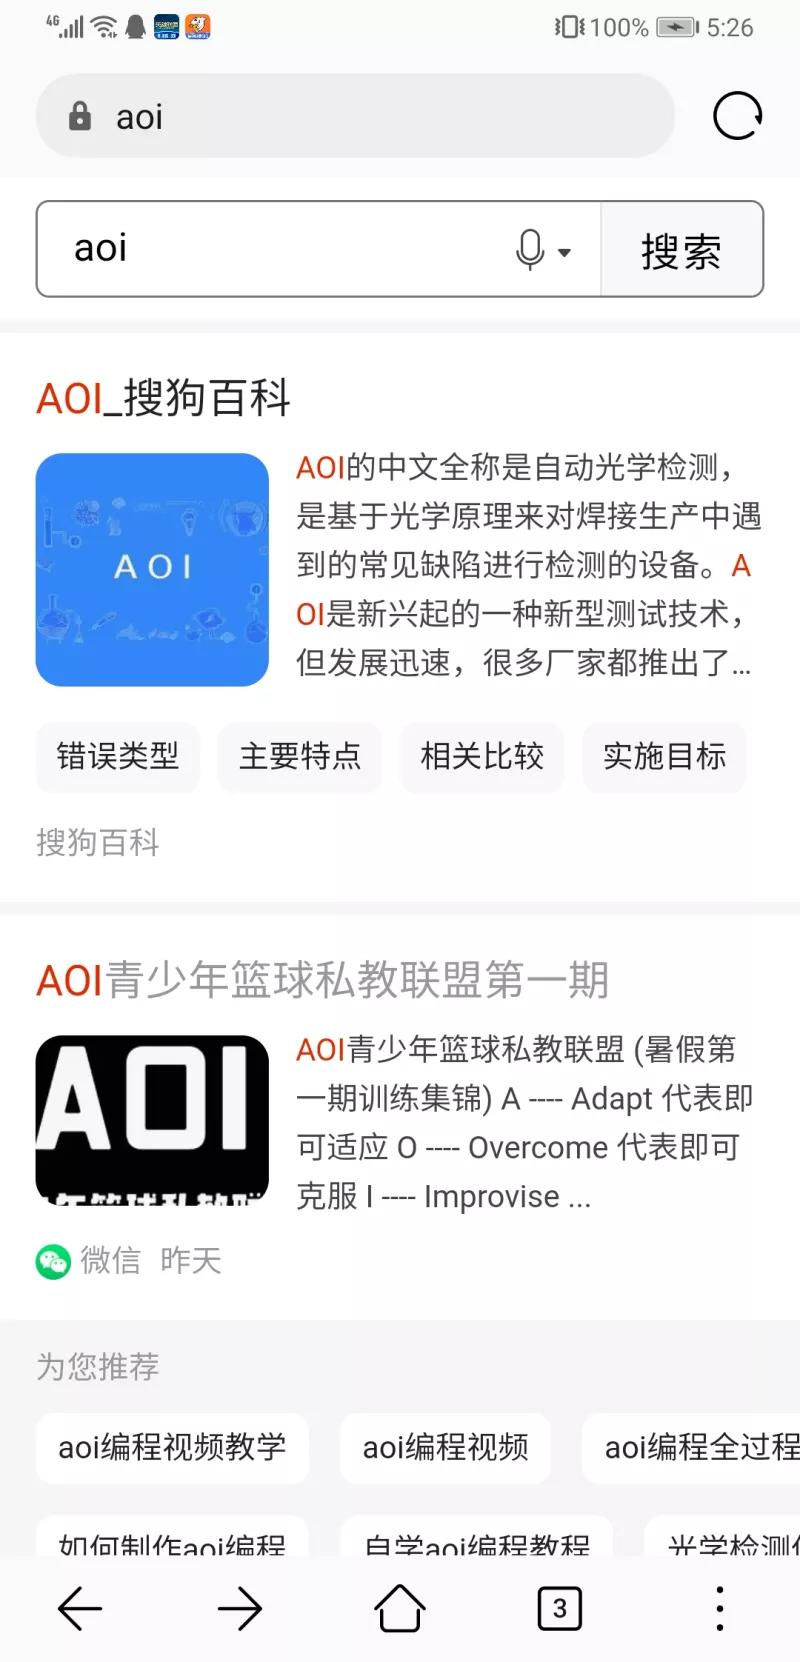 4G 100% 5:26
aoi
aoi 搜索
AOI_搜狗百科
AOI
AOI的中文全称是自动光学检测，
是基于光学原理来对焊接生产中遇
到的常见缺陷进行检测的设备。A
OI是新兴起的一种新型测试技术，
但发展迅速，很多厂家都推出了...
错误类型 主要特点 相关比较 实施目标
搜狗百科
AOI青少年篮球私教联盟第一期
AOI
AOI青少年篮球私教联盟 (暑假第
一期训练集锦) A ---- Adapt 代表即
可适应 O ---- Overcome 代表即可
克服 I ---- Improvise ...
微信 昨天
为您推荐
aoi编程视频教学 aoi编程视频 aoi编程全过程
如何制作aoi编程 自学aoi编程教程 光学检测
3